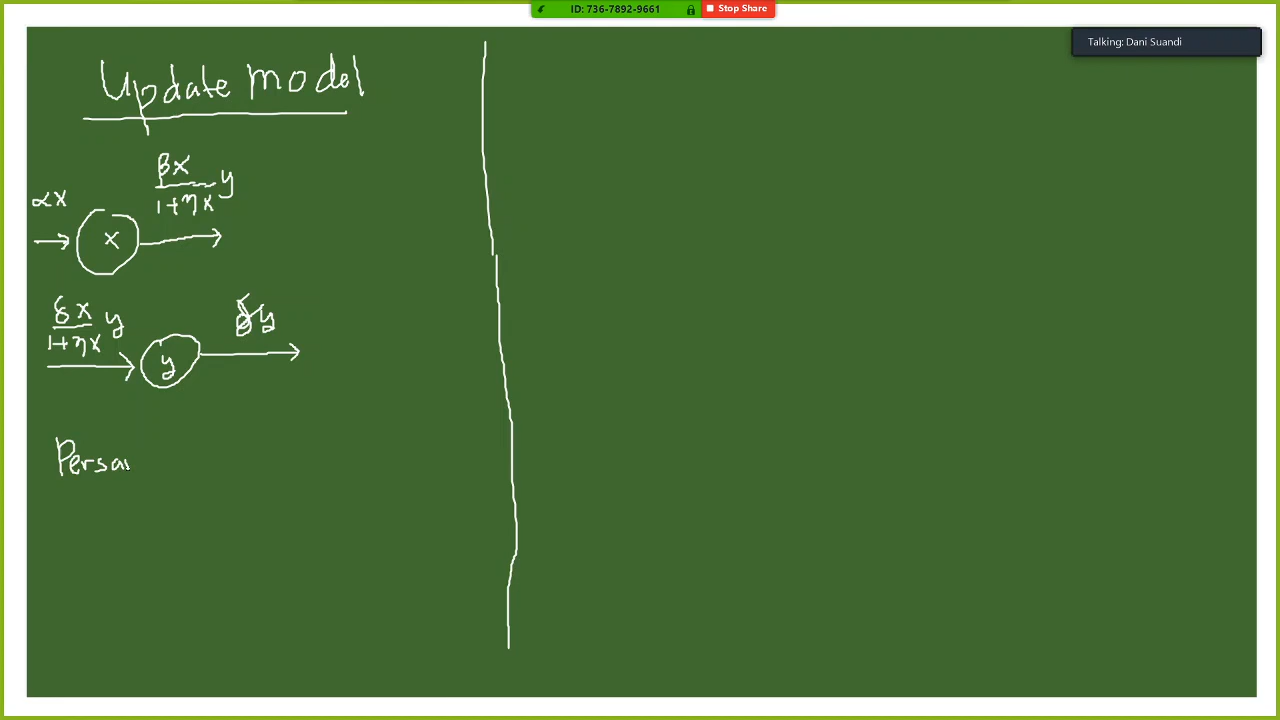 ID: 736-7892-9661 Stop Share
Talking: Dani Suandi
Update model
αx
βx/1+ηx y
x
δx/1+ηx y
y
Persa